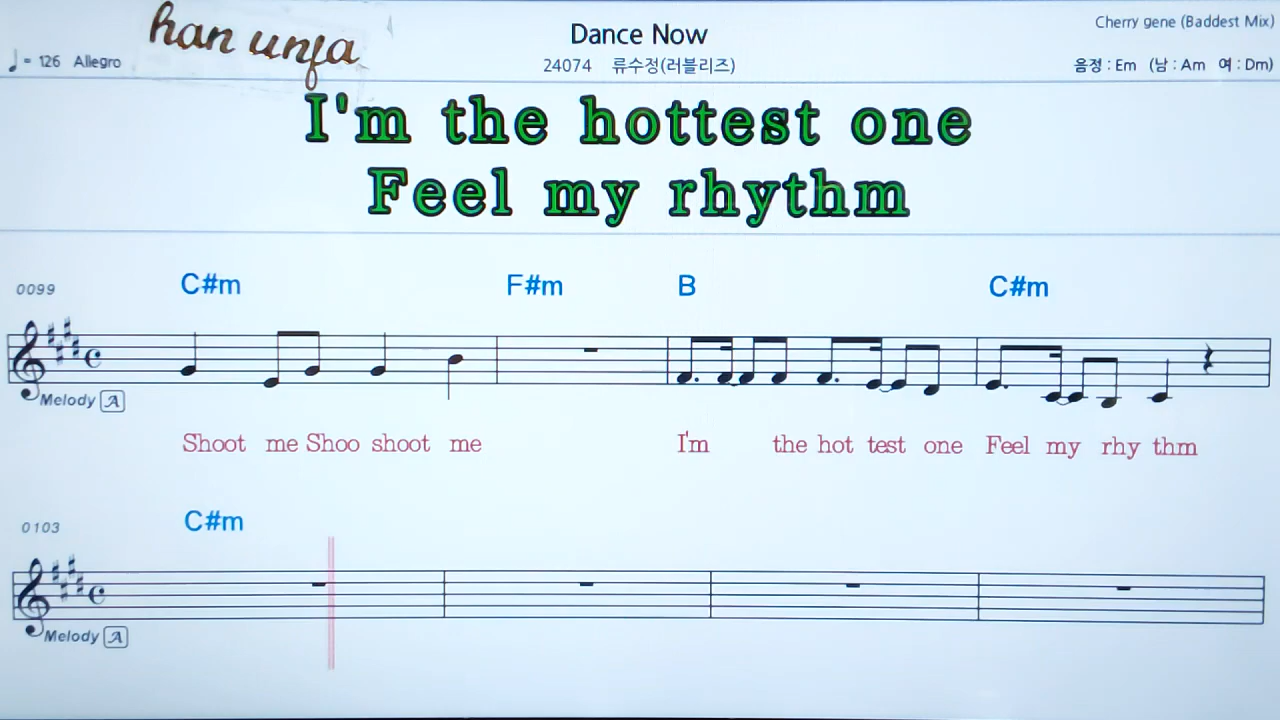 han unfa
Dance Now
Cherry gene (Baddest Mix)
♩= 126 Allegro
24074 류수정(러블리즈)
음정 : Em (남 : Am 여 : Dm)
I'm the hottest one
Feel my rhythm
0099
C#m F#m B C#m
Melody A
Shoot me Shoo shoot me I'm the hot test one Feel my rhy thm
0103
C#m
Melody A